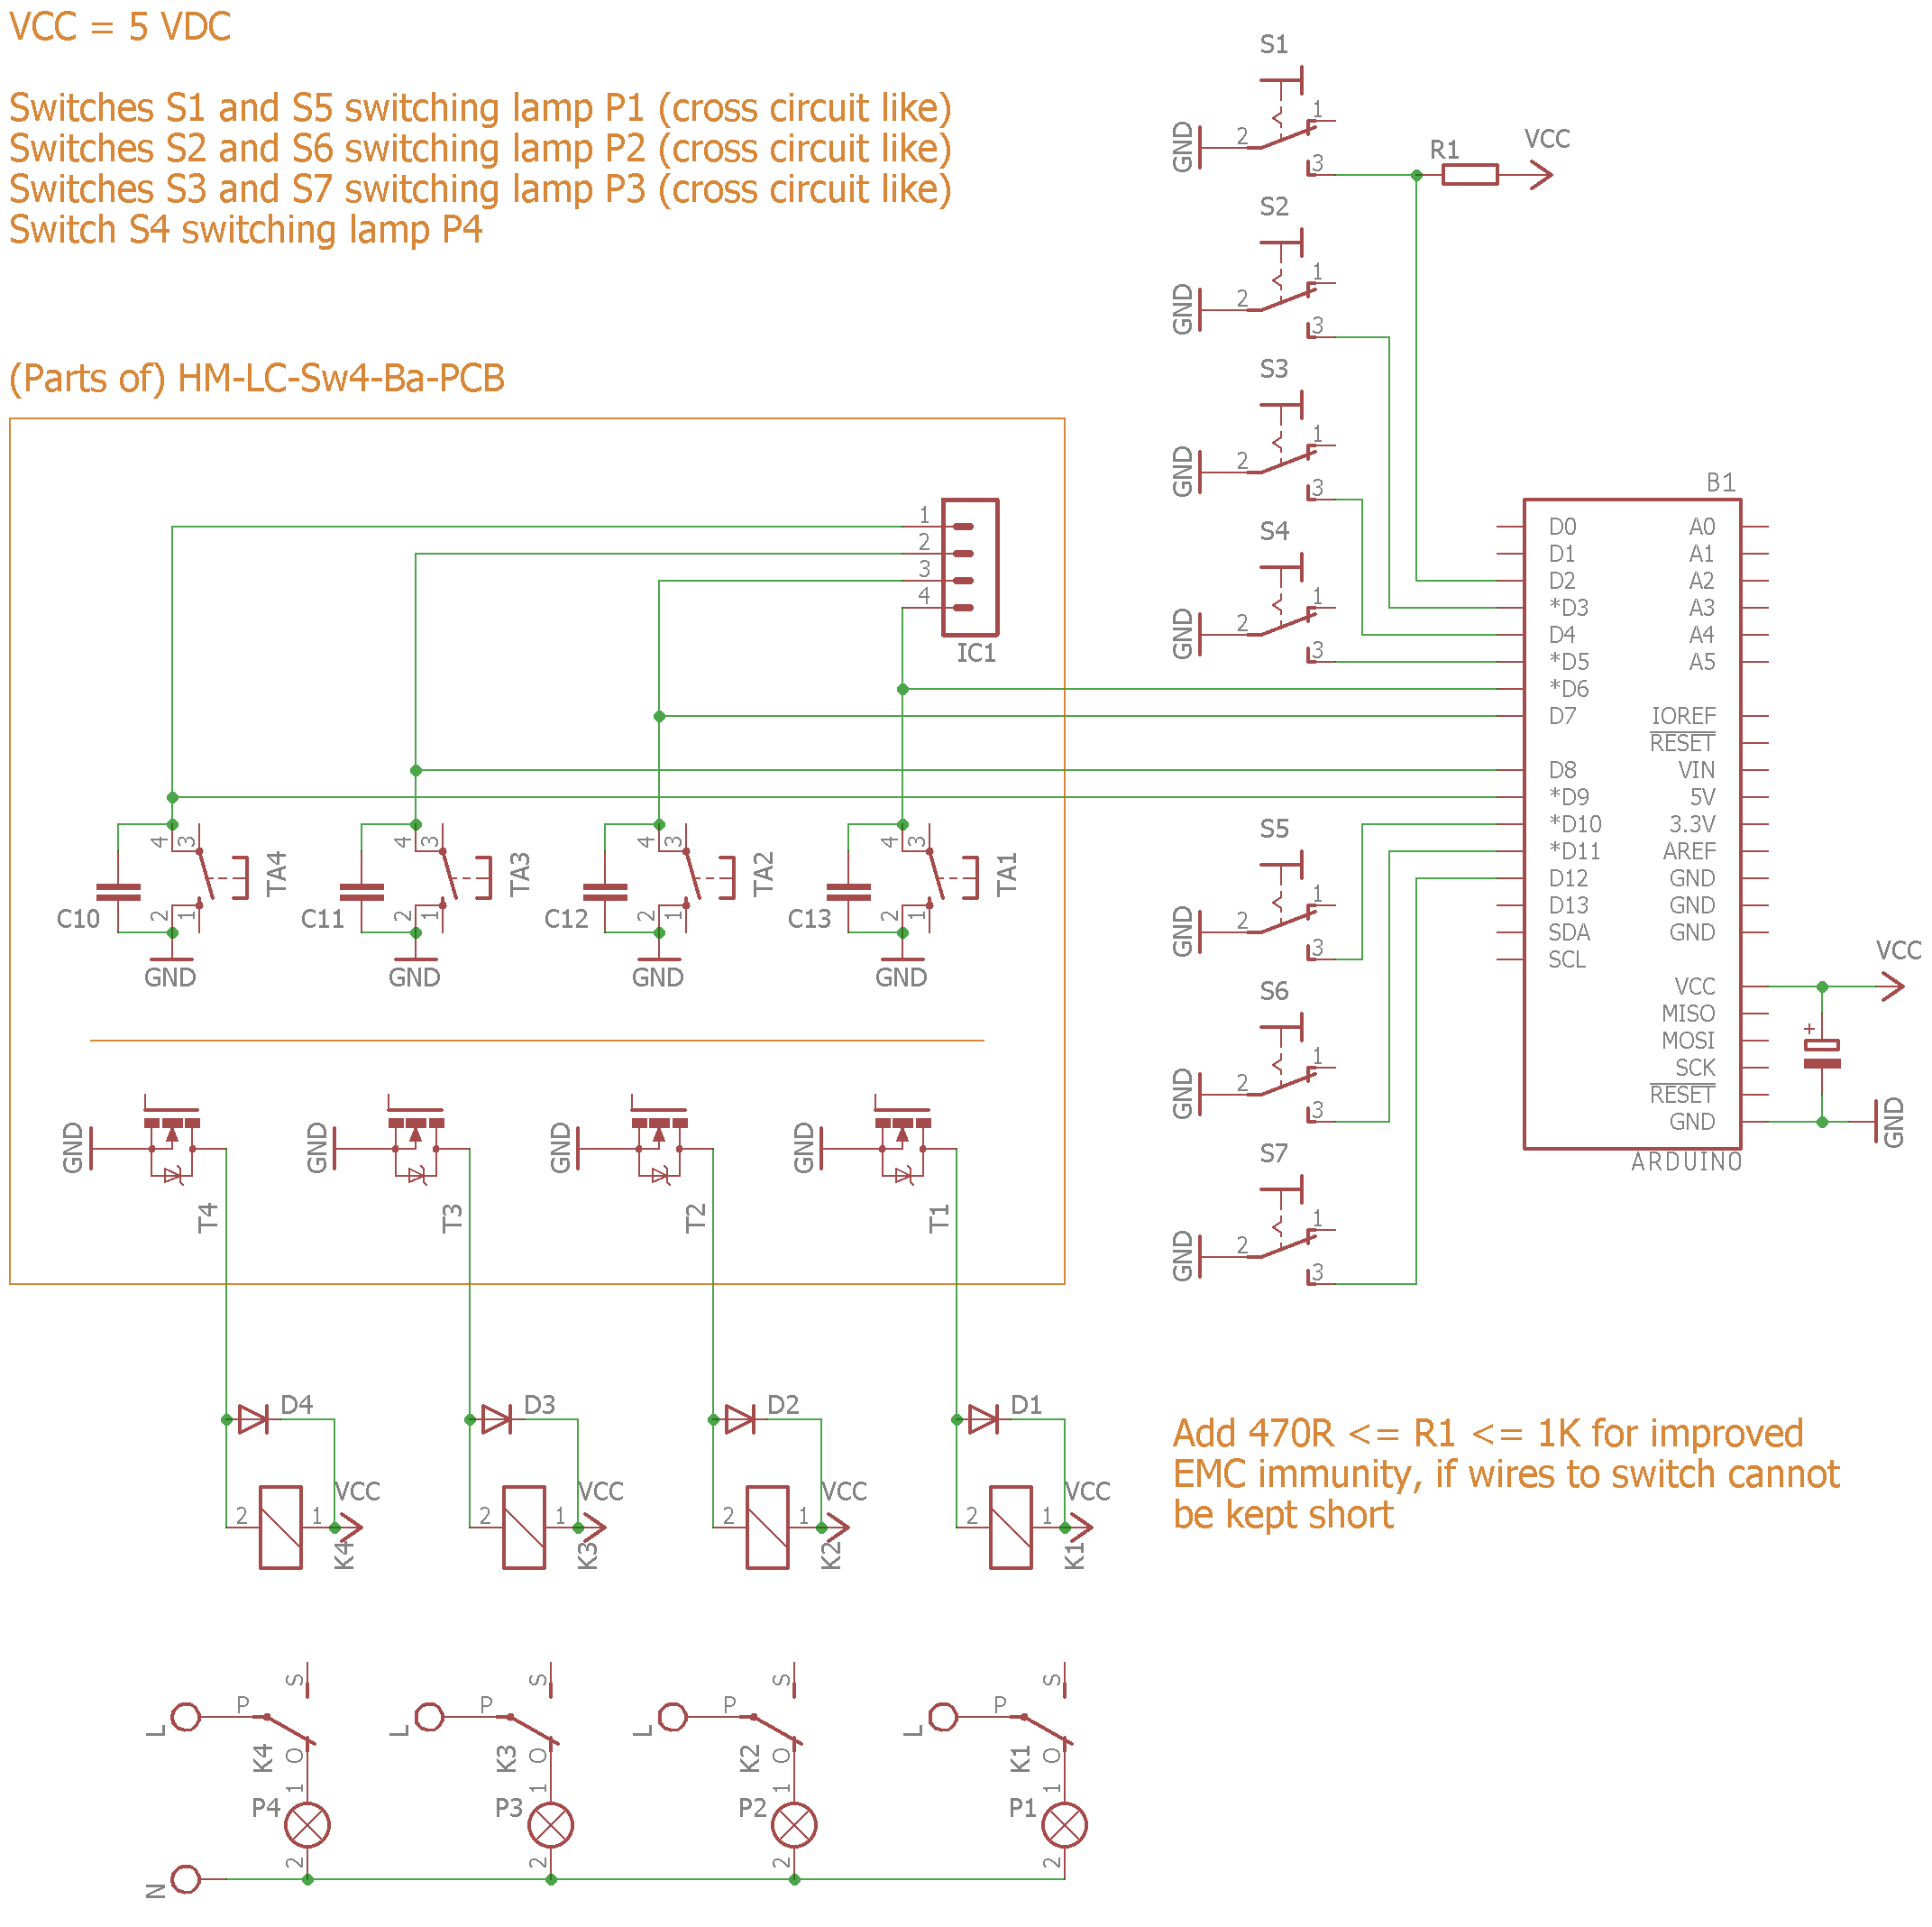 VCC = 5 VDC
Switches S1 and S5 switching lamp P1 (cross circuit like)
Switches S2 and S6 switching lamp P2 (cross circuit like)
Switches S3 and S7 switching lamp P3 (cross circuit like)
Switch S4 switching lamp P4
(Parts of) HM-LC-Sw4-Ba-PCB
1
2
3
4
IC1
4 3
2 1
TA4
C10
GND
4 3
2 1
TA3
C11
GND
4 3
2 1
TA2
C12
GND
4 3
2 1
TA1
C13
GND
GND
T4
GND
T3
GND
T2
GND
T1
D4
VCC
2 1
K4
D3
VCC
2 1
K3
D2
VCC
2 1
K2
D1
VCC
2 1
K1
L
P
S
O
K4
1
P4
2
L
P
S
O
K3
1
P3
2
L
P
S
O
K2
1
P2
2
L
P
S
O
K1
1
P1
2
N
S1
GND
2
1
3
R1
VCC
S2
GND
2
1
3
S3
GND
2
1
3
S4
GND
2
1
3
S5
GND
2
1
3
S6
GND
2
1
3
S7
GND
2
1
3
B1
D0 A0
D1 A1
D2 A2
*D3 A3
D4 A4
*D5 A5
*D6
D7 IOREF
RESET
D8 VIN
*D9 5V
*D10 3.3V
*D11 AREF
D12 GND
D13 GND
SDA GND
SCL
VCC
MISO
MOSI
SCK
RESET
GND
ARDUINO
VCC
+
GND
Add 470R <= R1 <= 1K for improved
EMC immunity, if wires to switch cannot
be kept short